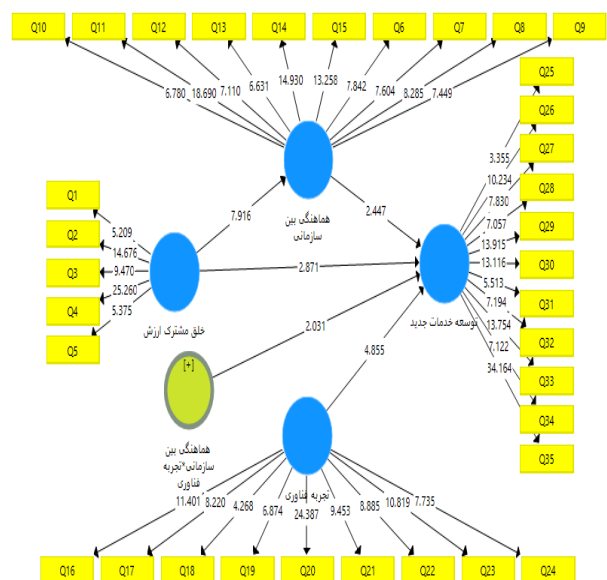 Q10 Q11 Q12 Q13 Q14 Q15 Q6 Q7 Q8 Q9
6.780 18.690 7.110 6.631 14.930 13.258 7.842 7.604 8.285 7.449
هماهنگی بین
سازمانی
Q25
Q26
Q27
Q28
Q29
Q30
Q31
Q32
Q33
Q34
Q35
3.355
10.234
7.830
7.057
13.915
13.116
5.513
7.194
13.754
7.122
34.164
توسعه خدمات جدید
Q1
Q2
Q3
Q4
Q5
5.209
14.676
9.470
25.260
5.375
خلق مشترک ارزش
7.916
2.447
2.871
2.031
4.855
[+]
هماهنگی بین
سازمانی*تجربه
فناوری
تجربه فناوری
11.401 8.220 4.268 6.874 24.387 9.453 8.885 10.819 7.735
Q16 Q17 Q18 Q19 Q20 Q21 Q22 Q23 Q24